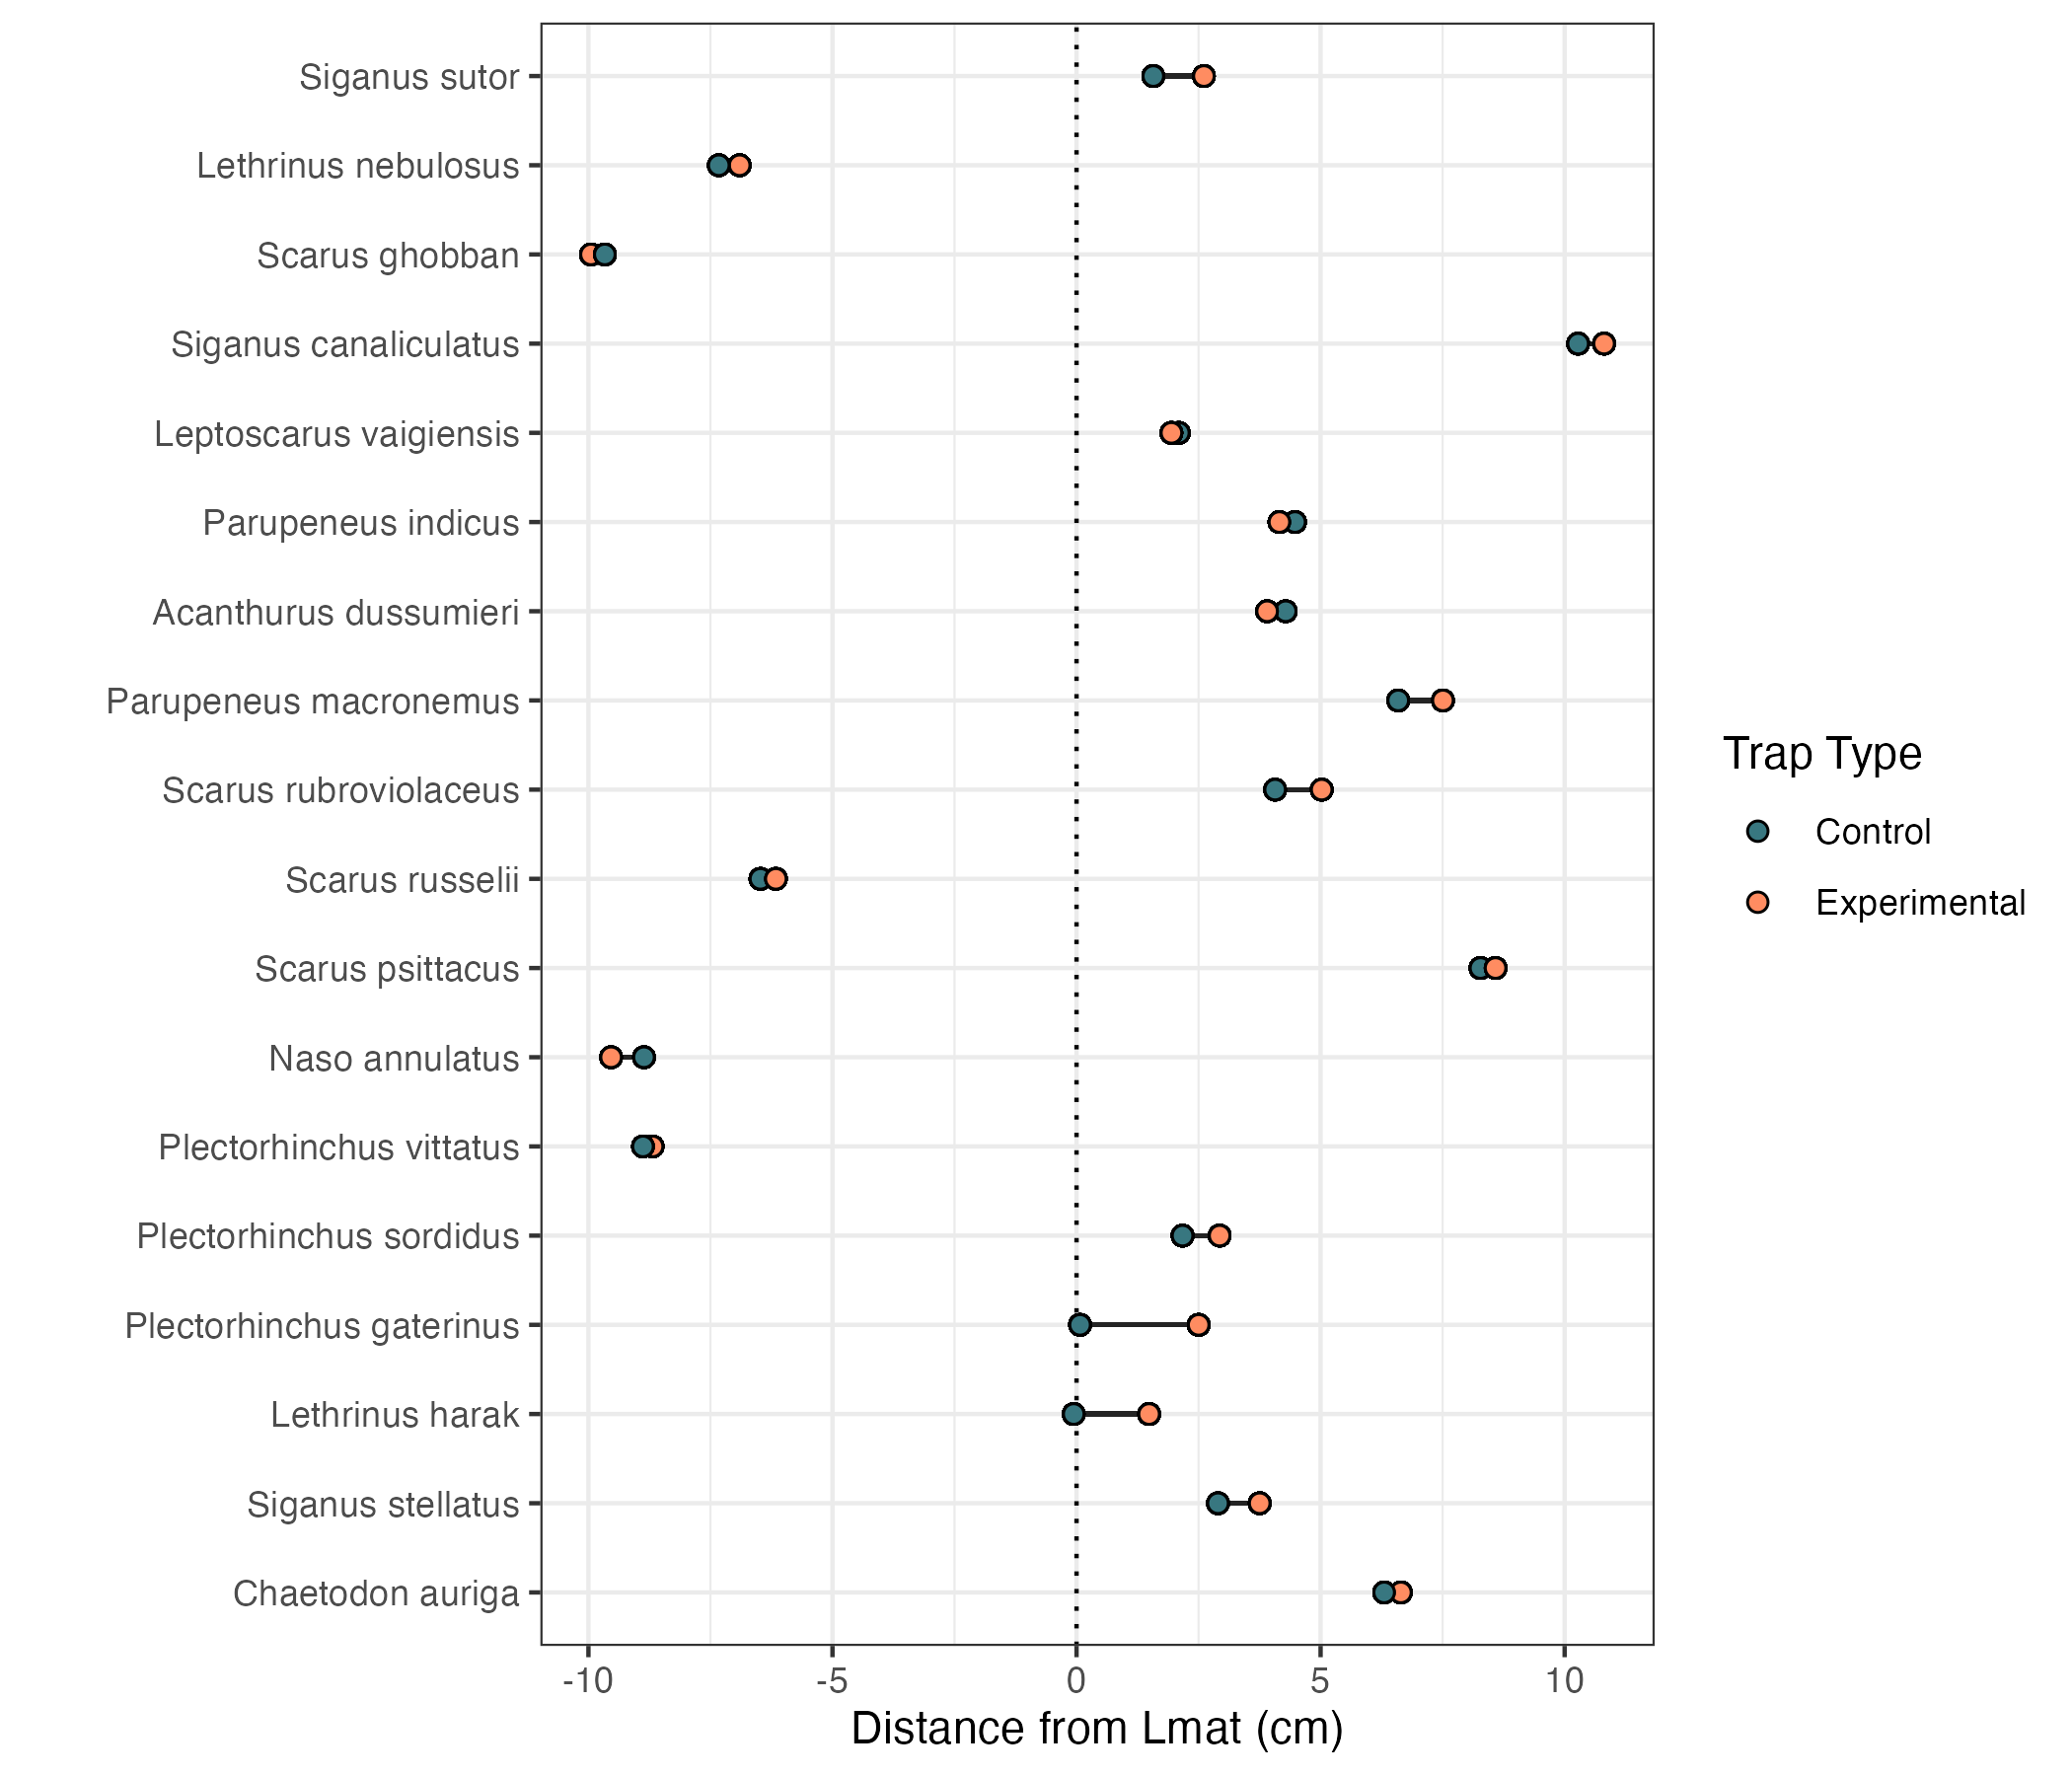 Siganus sutor
Lethrinus nebulosus
Scarus ghobban
Siganus canaliculatus
Leptoscarus vaigiensis
Parupeneus indicus
Acanthurus dussumieri
Parupeneus macronemus
Scarus rubroviolaceus
Scarus russelii
Scarus psittacus
Naso annulatus
Plectorhinchus vittatus
Plectorhinchus sordidus
Plectorhinchus gaterinus
Lethrinus harak
Siganus stellatus
Chaetodon auriga
-10 -5 0 5 10
Distance from Lmat (cm)
Trap Type
Control
Experimental